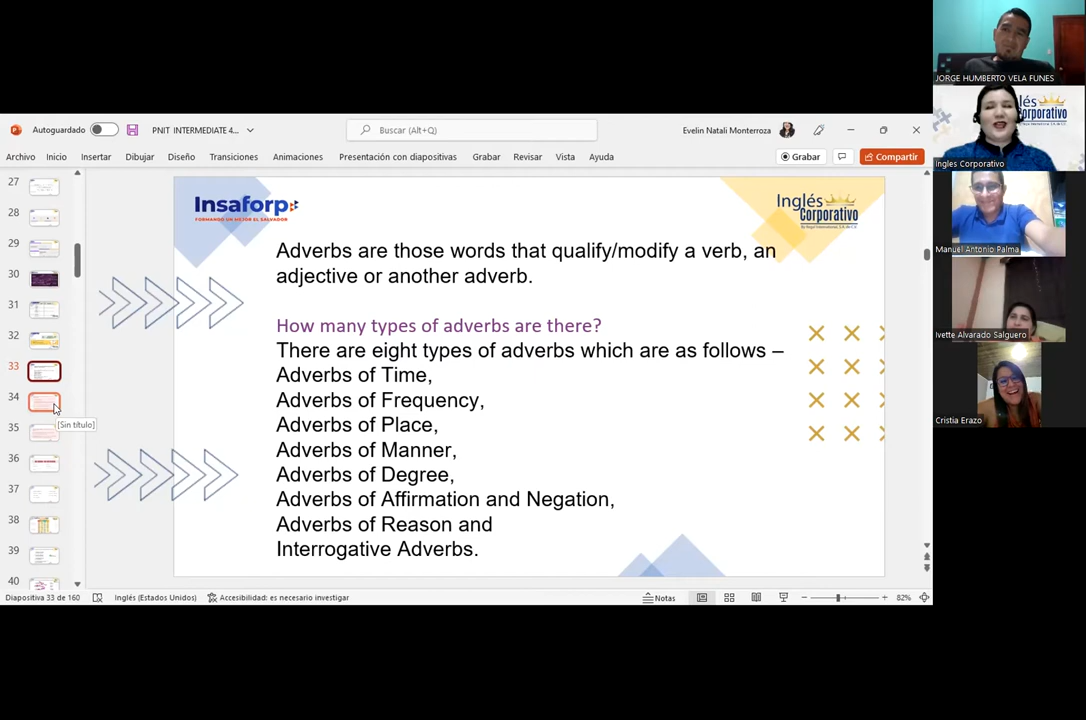 Autoguardado
PNIT INTERMEDIATE 4...
Buscar (Alt+Q)
Evelin Natali Monterroza
Archivo Inicio Insertar Dibujar Diseño Transiciones Animaciones Presentación con diapositivas Grabar Revisar Vista Ayuda
Grabar
Compartir
27
28
29
30
31
32
33
34
[Sin título]
35
36
37
38
39
40
Insaforp
FORMANDO UN MEJOR EL SALVADOR
Inglés
Corporativo
Adverbs are those words that qualify/modify a verb, an
adjective or another adverb.
How many types of adverbs are there?
There are eight types of adverbs which are as follows –
Adverbs of Time,
Adverbs of Frequency,
Adverbs of Place,
Adverbs of Manner,
Adverbs of Degree,
Adverbs of Affirmation and Negation,
Adverbs of Reason and
Interrogative Adverbs.
Diapositiva 33 de 160
Inglés (Estados Unidos)
Accesibilidad: es necesario investigar
Notas
82%
JORGE HUMBERTO VELA FUNES
lés
Corporativo
Ingles Corporativo
Manuel Antonio Palma
Ivette Alvarado Salguero
Cristia Erazo